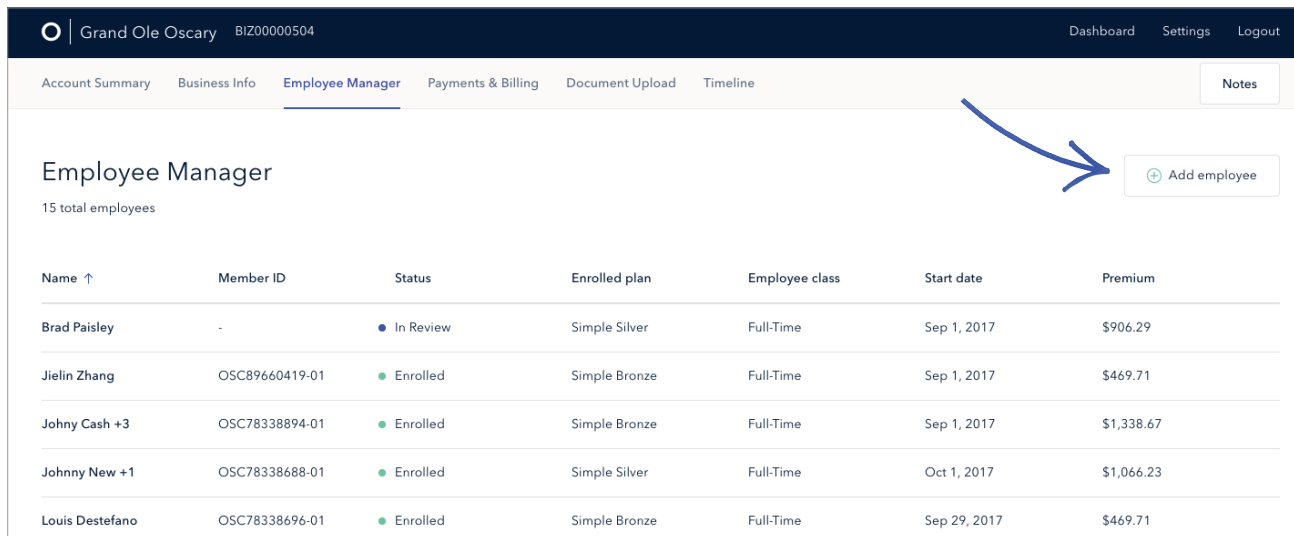 Grand Ole Oscary BIZ00000504 Dashboard Settings Logout
Account Summary Business Info Employee Manager Payments & Billing Document Upload Timeline Notes
Employee Manager
Add employee
15 total employees
Name ↑ Member ID Status Enrolled plan Employee class Start date Premium
Brad Paisley - In Review Simple Silver Full-Time Sep 1, 2017 $906.29
Jielin Zhang OSC89660419-01 Enrolled Simple Bronze Full-Time Sep 1, 2017 $469.71
Johny Cash +3 OSC78338894-01 Enrolled Simple Bronze Full-Time Sep 1, 2017 $1,338.67
Johnny New +1 OSC78338688-01 Enrolled Simple Silver Full-Time Oct 1, 2017 $1,066.23
Louis Destefano OSC78338696-01 Enrolled Simple Bronze Full-Time Sep 29, 2017 $469.71